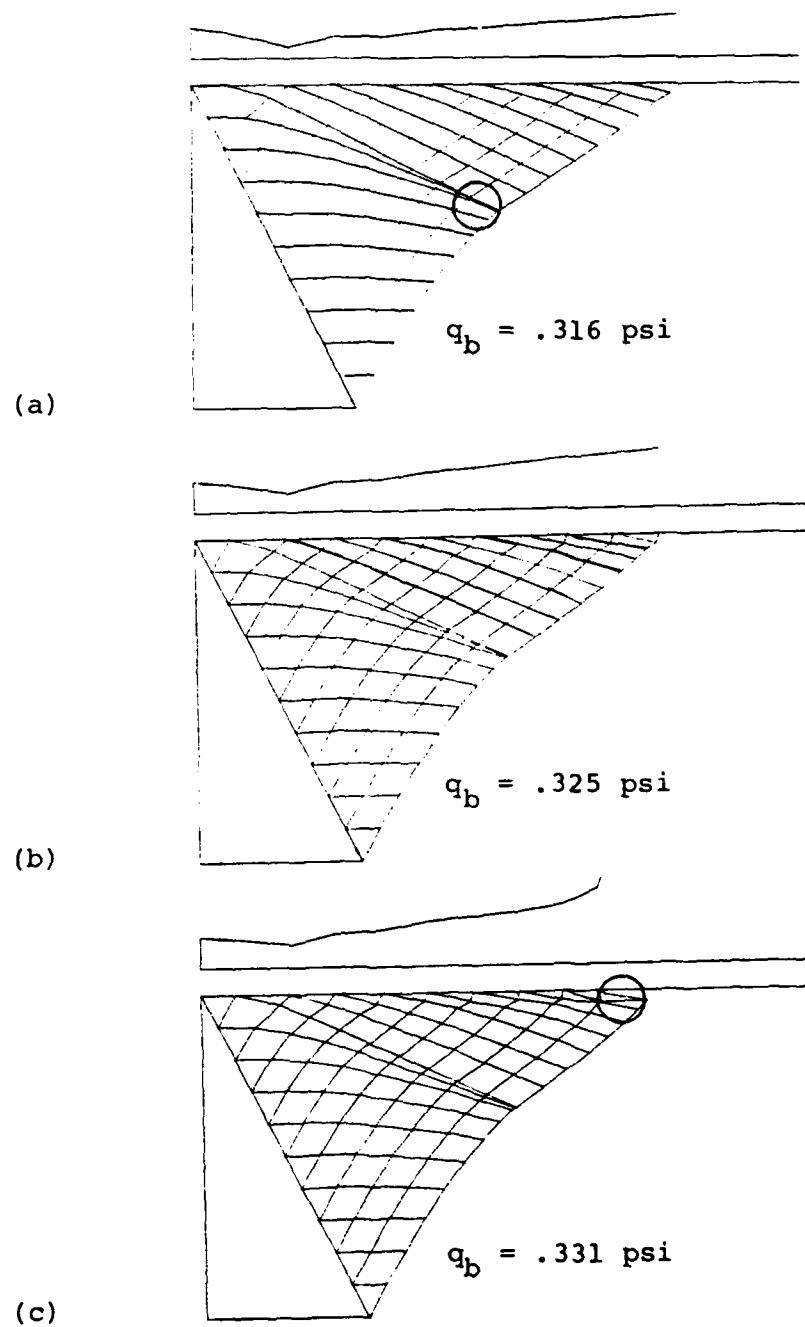 q_b = .316 psi
(a)
q_b = .325 psi
(b)
q_b = .331 psi
(c)